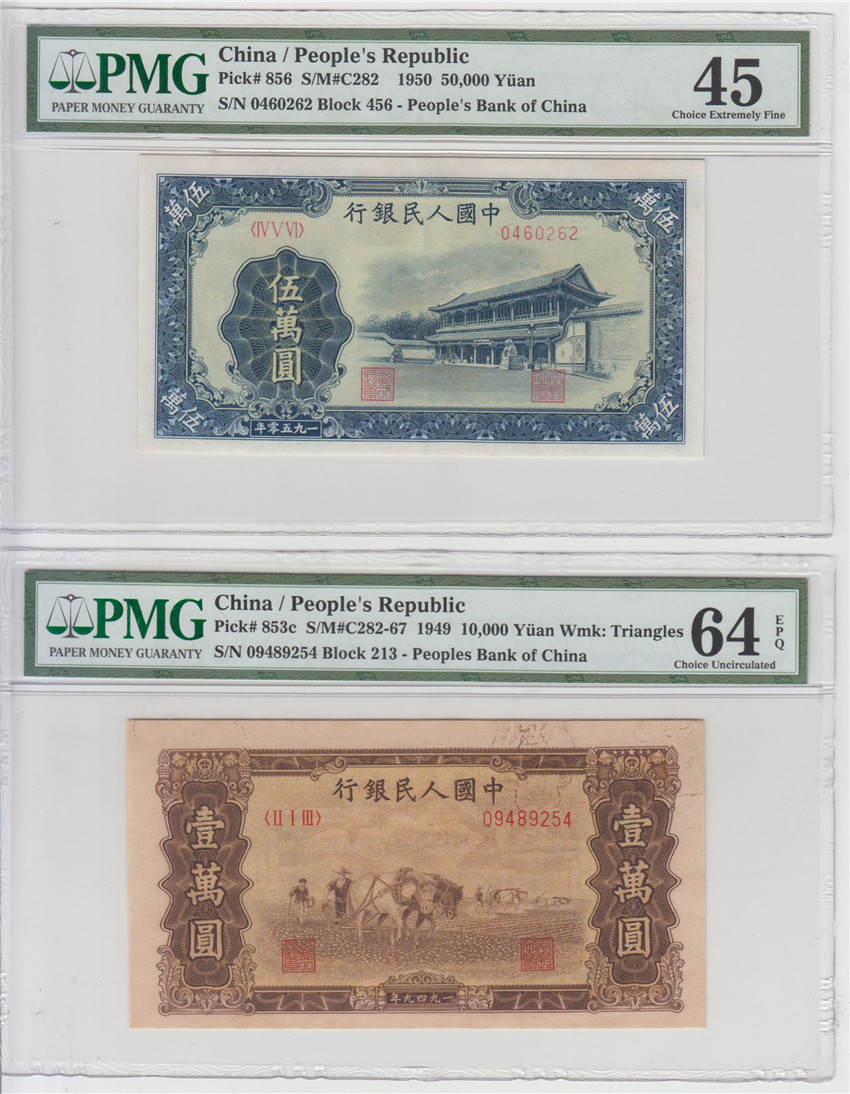 PMG
PAPER MONEY GUARANTY
China / People's Republic
Pick# 856 S/M#C282 1950 50,000 Yüan
S/N 0460262 Block 456 - People's Bank of China
45
Choice Extremely Fine
伍萬
伍萬
中國人民銀行
〈IV V VI〉
0460262
伍萬圓
伍萬
伍萬
一九五零年
PMG
PAPER MONEY GUARANTY
China / People's Republic
Pick# 853c S/M#C282-67 1949 10,000 Yüan Wmk: Triangles
S/N 09489254 Block 213 - Peoples Bank of China
64
EPQ
Choice Uncirculated
中國人民銀行
〈II I III〉
09489254
壹萬圓
壹萬圓
一九四九年